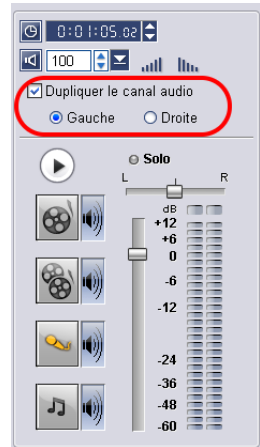 0:01:05.02
100
Dupliquer le canal audio
Gauche Droite
Solo
L R
dB
+12
+6
0
-6
-12
-24
-36
-48
-60